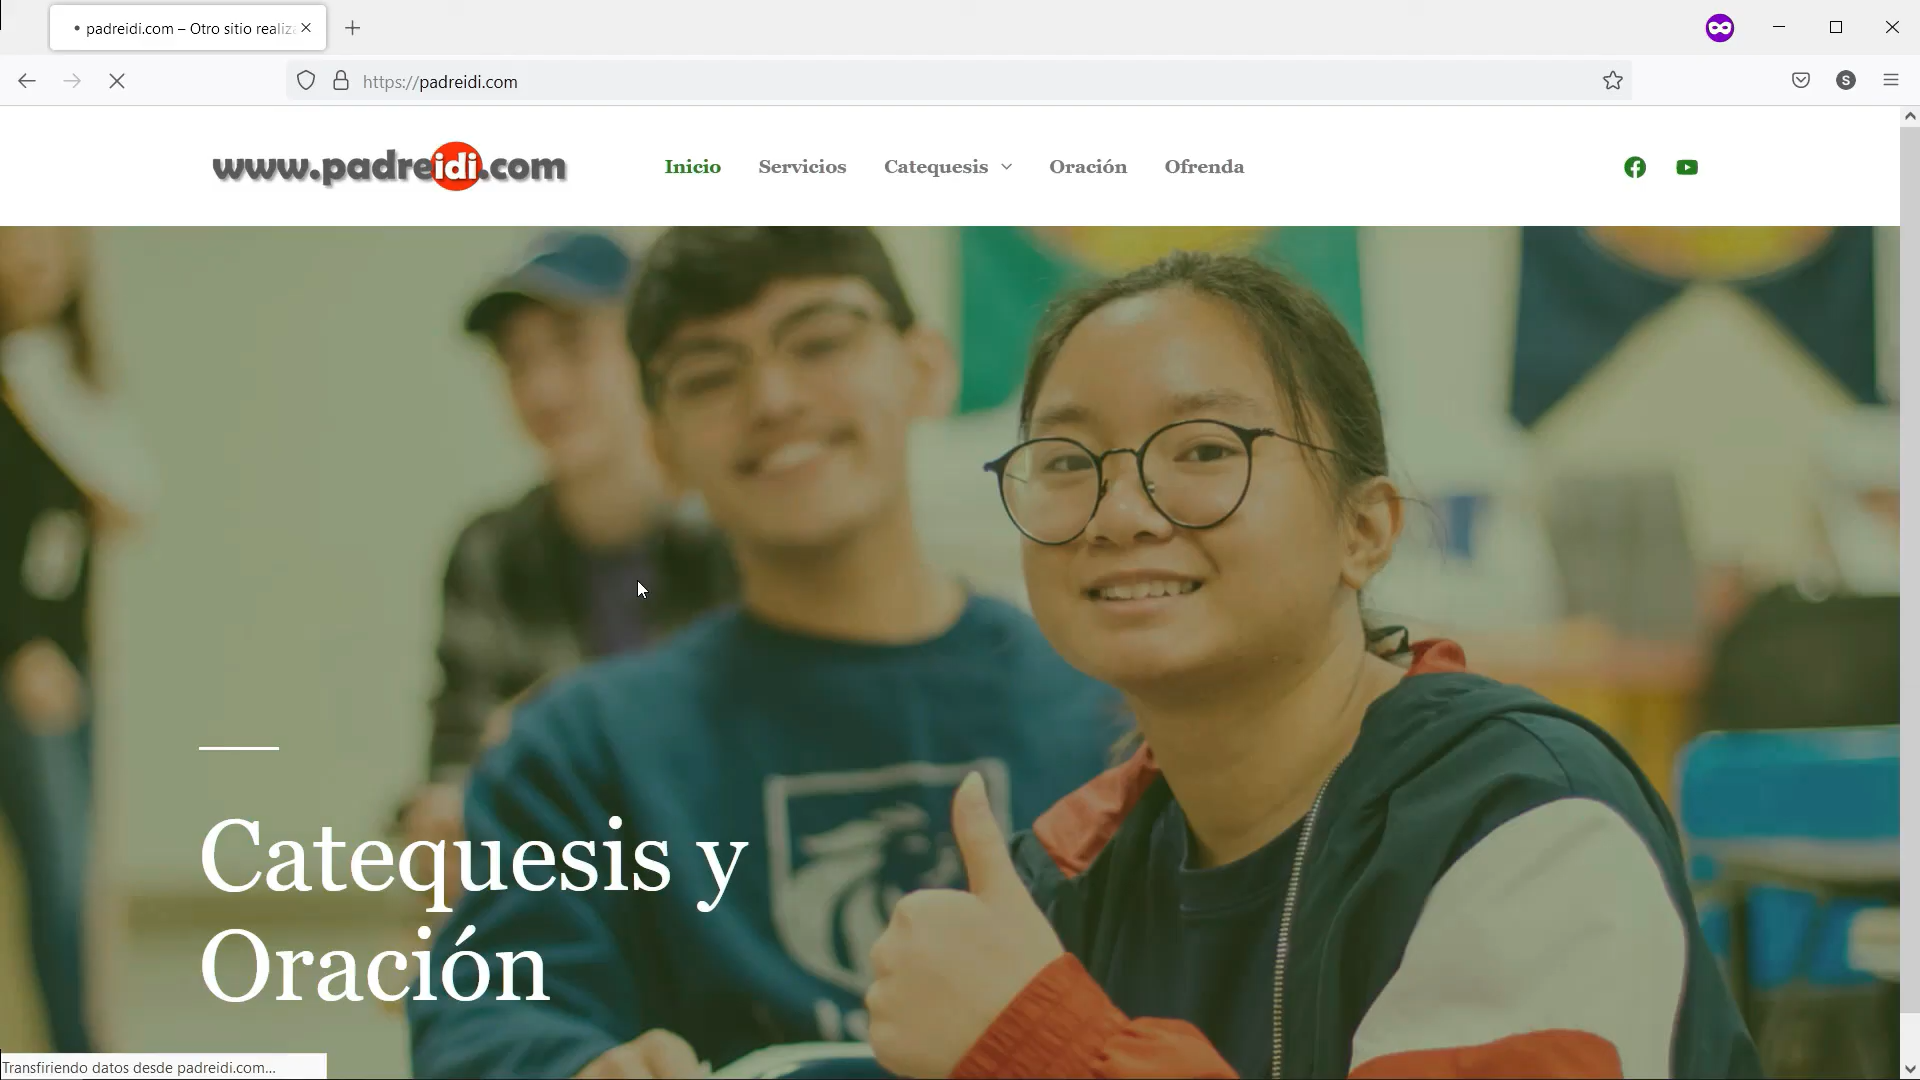 padreidi.com – Otro sitio realiz
https://padreidi.com
S
www.padreidi.com
Inicio
Servicios
Catequesis
Oración
Ofrenda
Catequesis y
Oración
Transfiriendo datos desde padreidi.com...